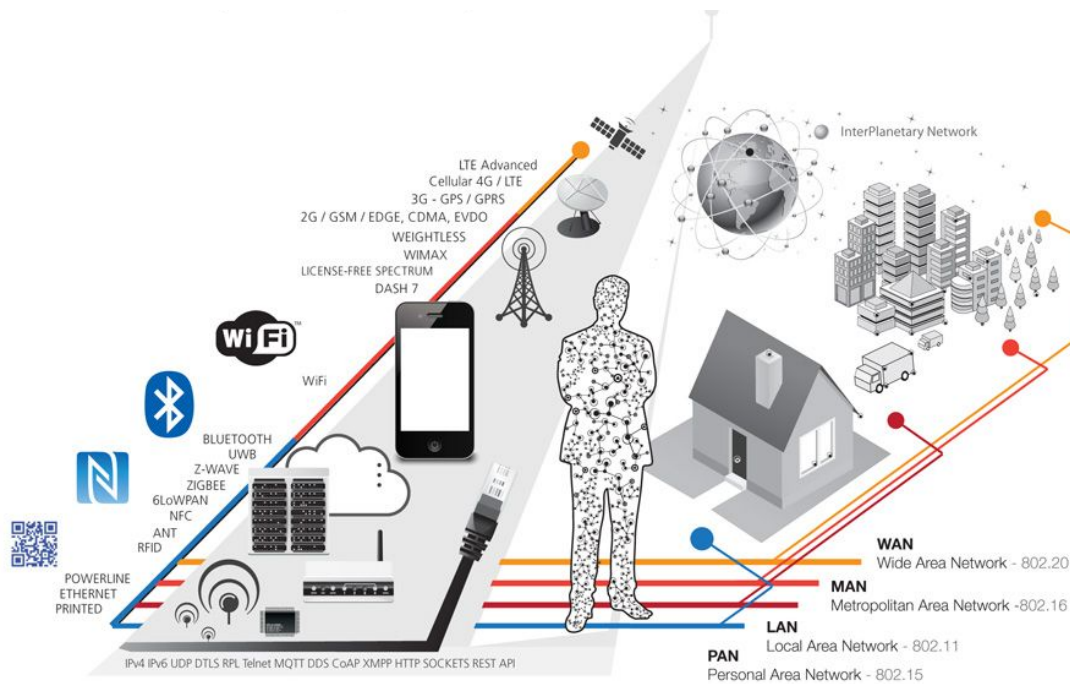 InterPlanetary Network
LTE Advanced
Cellular 4G / LTE
3G - GPS / GPRS
2G / GSM / EDGE, CDMA, EVDO
WEIGHTLESS
WIMAX
LICENSE-FREE SPECTRUM
DASH 7
WiFi™
WiFi
BLUETOOTH
UWB
Z-WAVE
ZIGBEE
6LoWPAN
NFC
ANT
RFID
POWERLINE
ETHERNET
PRINTED
IPv4 IPv6 UDP DTLS RPL Telnet MQTT DDS CoAP XMPP HTTP SOCKETS REST API
WAN
Wide Area Network - 802.20
MAN
Metropolitan Area Network -802.16
LAN
Local Area Network - 802.11
PAN
Personal Area Network - 802.15